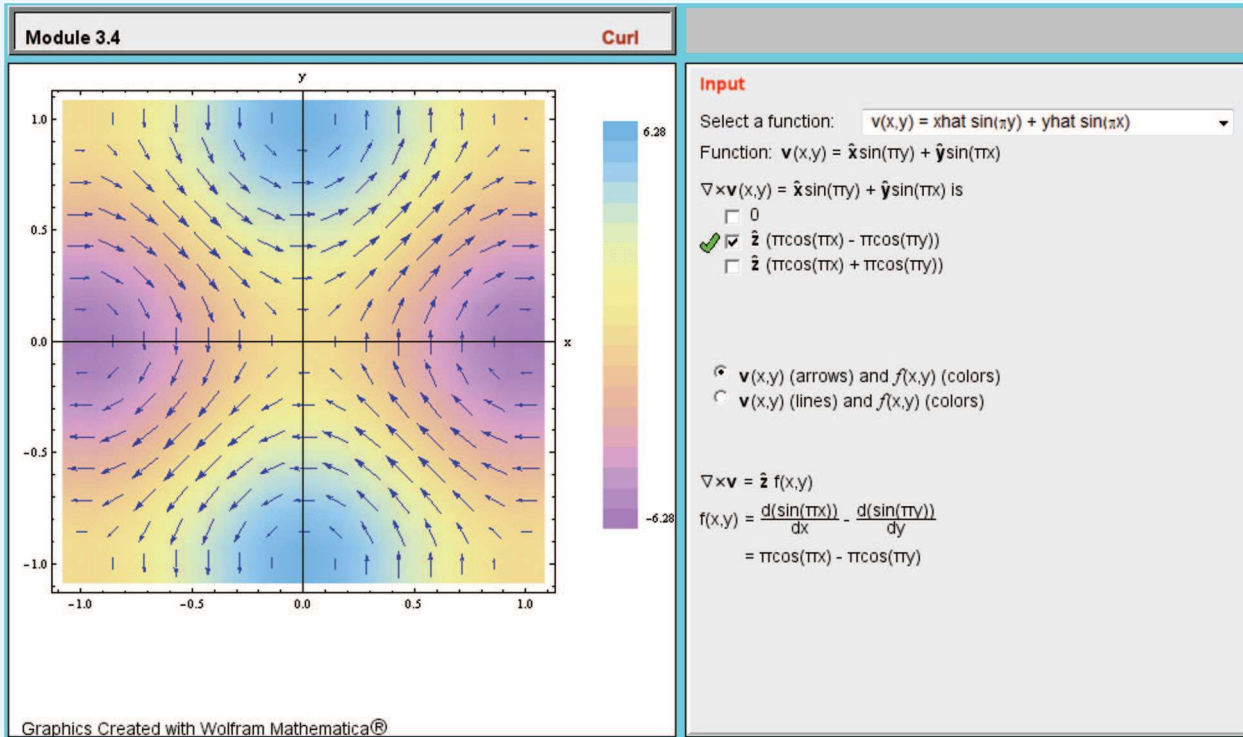 Module 3.4
Curl
y
1.0
0.5
0.0
-0.5
-1.0
x
-1.0
-0.5
0.0
0.5
1.0
6.28
-6.28
Graphics Created with Wolfram Mathematica®
Input
Select a function: v(x,y) = xhat sin(πy) + yhat sin(πx)
Function: v(x,y) = x̂sin(πy) + ŷsin(πx)
∇×v(x,y) = x̂sin(πy) + ŷsin(πx) is
0
ẑ (πcos(πx) - πcos(πy))
ẑ (πcos(πx) + πcos(πy))
v(x,y) (arrows) and f(x,y) (colors)
v(x,y) (lines) and f(x,y) (colors)
∇×v = ẑ f(x,y)
f(x,y) = d(sin(πx))/dx - d(sin(πy))/dy
= πcos(πx) - πcos(πy)